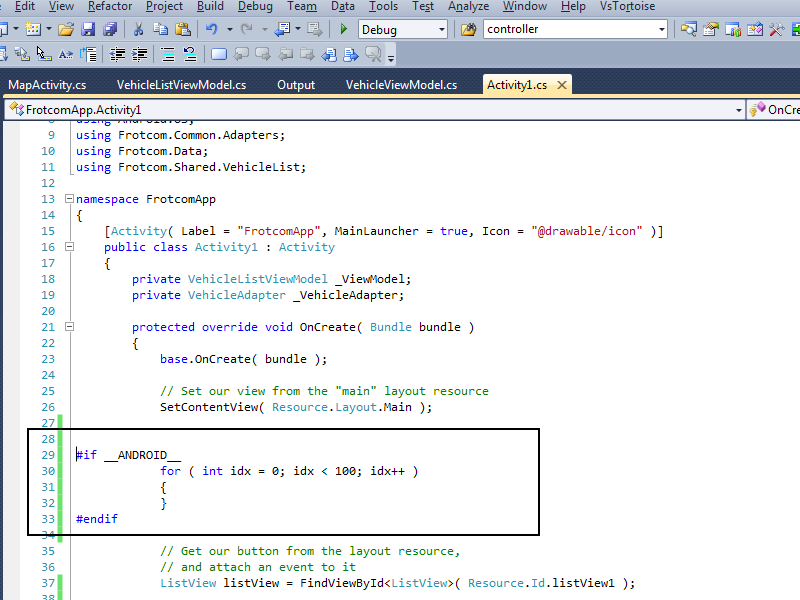 Edit View Refactor Project Build Debug Team Data Tools Test Analyze Window Help VsTortoise
Debug controller
MapActivity.cs VehicleListViewModel.cs Output VehicleViewModel.cs Activity1.cs
FrotcomApp.Activity1 OnCre
8 using Android.OS;
9 using Frotcom.Common.Adapters;
10 using Frotcom.Data;
11 using Frotcom.Shared.VehicleList;
12
13 namespace FrotcomApp
14 {
15 [Activity( Label = "FrotcomApp", MainLauncher = true, Icon = "@drawable/icon" )]
16 public class Activity1 : Activity
17 {
18 private VehicleListViewModel _ViewModel;
19 private VehicleAdapter _VehicleAdapter;
20
21 protected override void OnCreate( Bundle bundle )
22 {
23 base.OnCreate( bundle );
24
25 // Set our view from the "main" layout resource
26 SetContentView( Resource.Layout.Main );
27
28
29 #if __ANDROID__
30 for ( int idx = 0; idx < 100; idx++ )
31 {
32 }
33 #endif
34
35 // Get our button from the layout resource,
36 // and attach an event to it
37 ListView listView = FindViewById<ListView>( Resource.Id.listView1 );
38